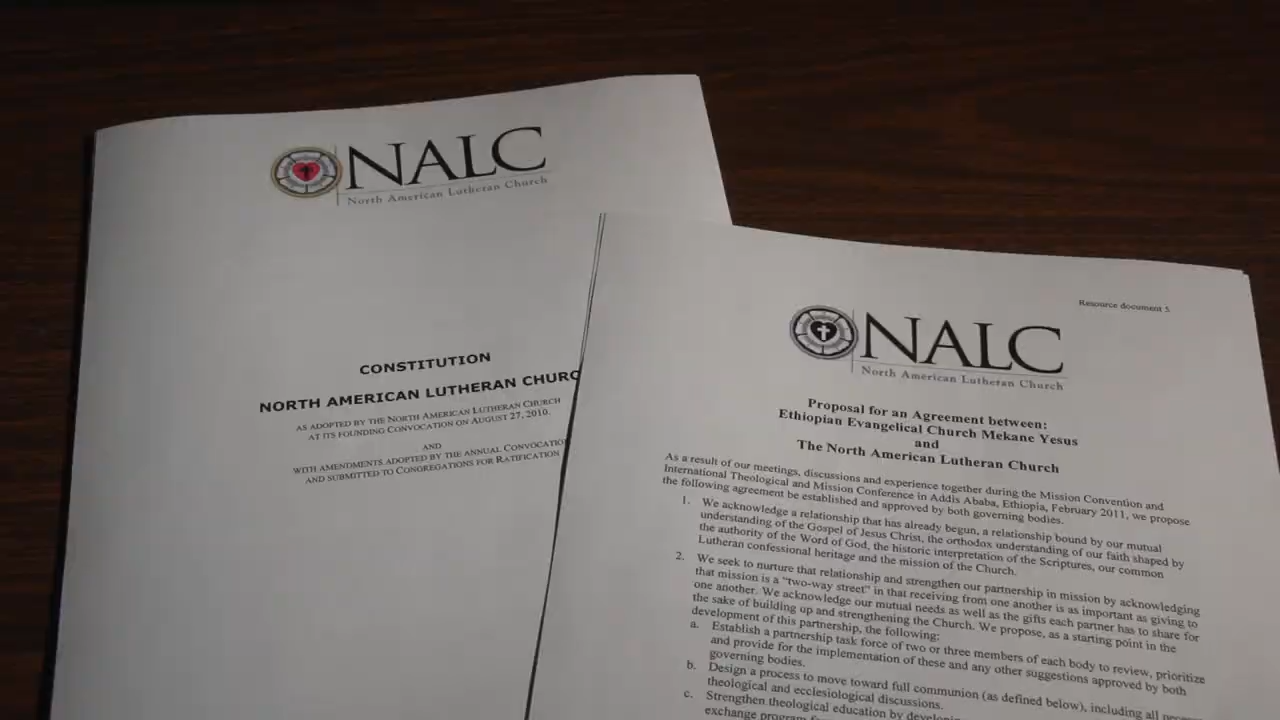 NALC
North American Lutheran Church
CONSTITUTION
NORTH AMERICAN LUTHERAN CHURC
AS ADOPTED BY THE NORTH AMERICAN LUTHERAN CHURCH
AT ITS FOUNDING CONVOCATION ON AUGUST 27, 2010.
AND
WITH AMENDMENTS ADOPTED BY THE ANNUAL CONVOCATION
AND SUBMITTED TO CONGREGATIONS FOR RATIFICATION
Resource document 5
NALC
North American Lutheran Church
Proposal for an Agreement between:
Ethiopian Evangelical Church Mekane Yesus
and
The North American Lutheran Church
As a result of our meetings, discussions and experience together during the Mission Convention and
International Theological and Mission Conference in Addis Ababa, Ethiopia, February 2011, we propose
the following agreement be established and approved by both governing bodies.
1. We acknowledge a relationship that has already begun, a relationship bound by our mutual
understanding of the Gospel of Jesus Christ, the orthodox understanding of our faith shaped by
the authority of the Word of God, the historic interpretation of the Scriptures, our common
Lutheran confessional heritage and the mission of the Church.
2. We seek to nurture that relationship and strengthen our partnership in mission by acknowledging
that mission is a "two-way street" in that receiving from one another is as important as giving to
one another. We acknowledge our mutual needs as well as the gifts each partner has to share for
the sake of building up and strengthening the Church. We propose, as a starting point in the
development of this partnership, the following:
a. Establish a partnership task force of two or three members of each body to review, prioritize
and provide for the implementation of these and any other suggestions approved by both
governing bodies.
b. Design a process to move toward full communion (as defined below), including all
theological and ecclesiological discussions.
c. Strengthen theological education by
exchange program